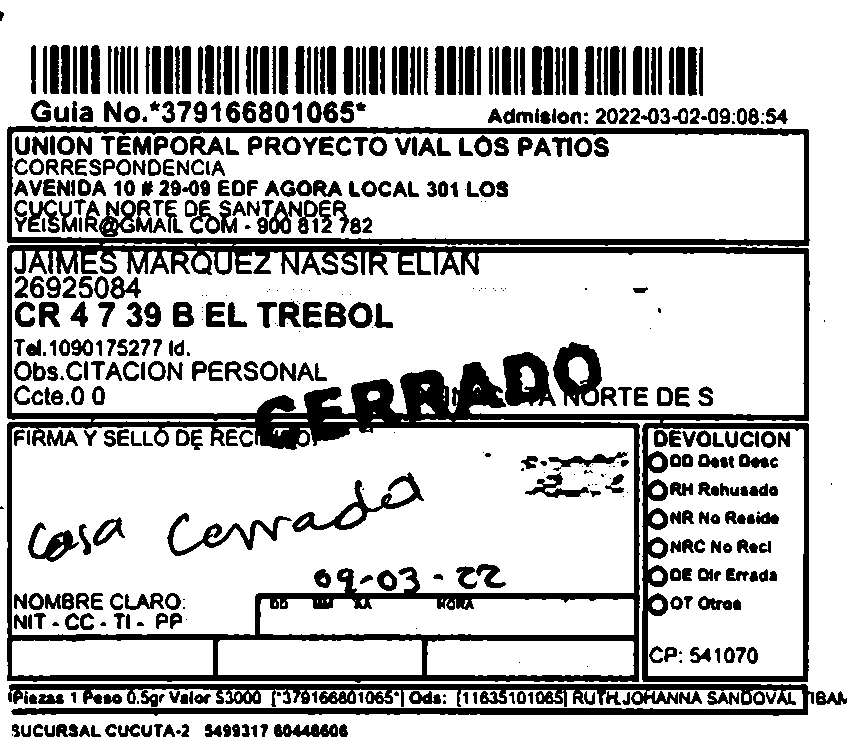 Guia No.*379166801065*
Admision: 2022-03-02-09:08:54
UNION TEMPORAL PROYECTO VIAL LOS PATIOS
CORRESPONDENCIA
AVENIDA 10 # 29-09 EDF AGORA LOCAL 301 LOS
CUCUTA NORTE DE SANTANDER
YEISMIR@GMAIL COM - 900 812 782
JAIMES MARQUEZ NASSIR ELIAN
26925084
CR 4 7 39 B EL TREBOL
Tel.1090175277 Id.
Obs.CITACION PERSONAL
CERRADO
Ccte.0 0
NORTE DE S
FIRMA Y SELLO DE
Casa Cerrada
09-03-22
NOMBRE CLARO:
DD MM AA HORA
NIT - CC - TI - PP
DEVOLUCION
DD Dest Desc
RH Rehusado
NR No Reside
NRC No Recl
DE Dir Errada
OT Otros
CP: 541070
Piezas 1 Peso 0.5gr Valor $3000 [*379166801065*] Ods: [11635101065] RUTH JOHANNA SANDOVAL
SUCURSAL CUCUTA-2 5499317 60448606